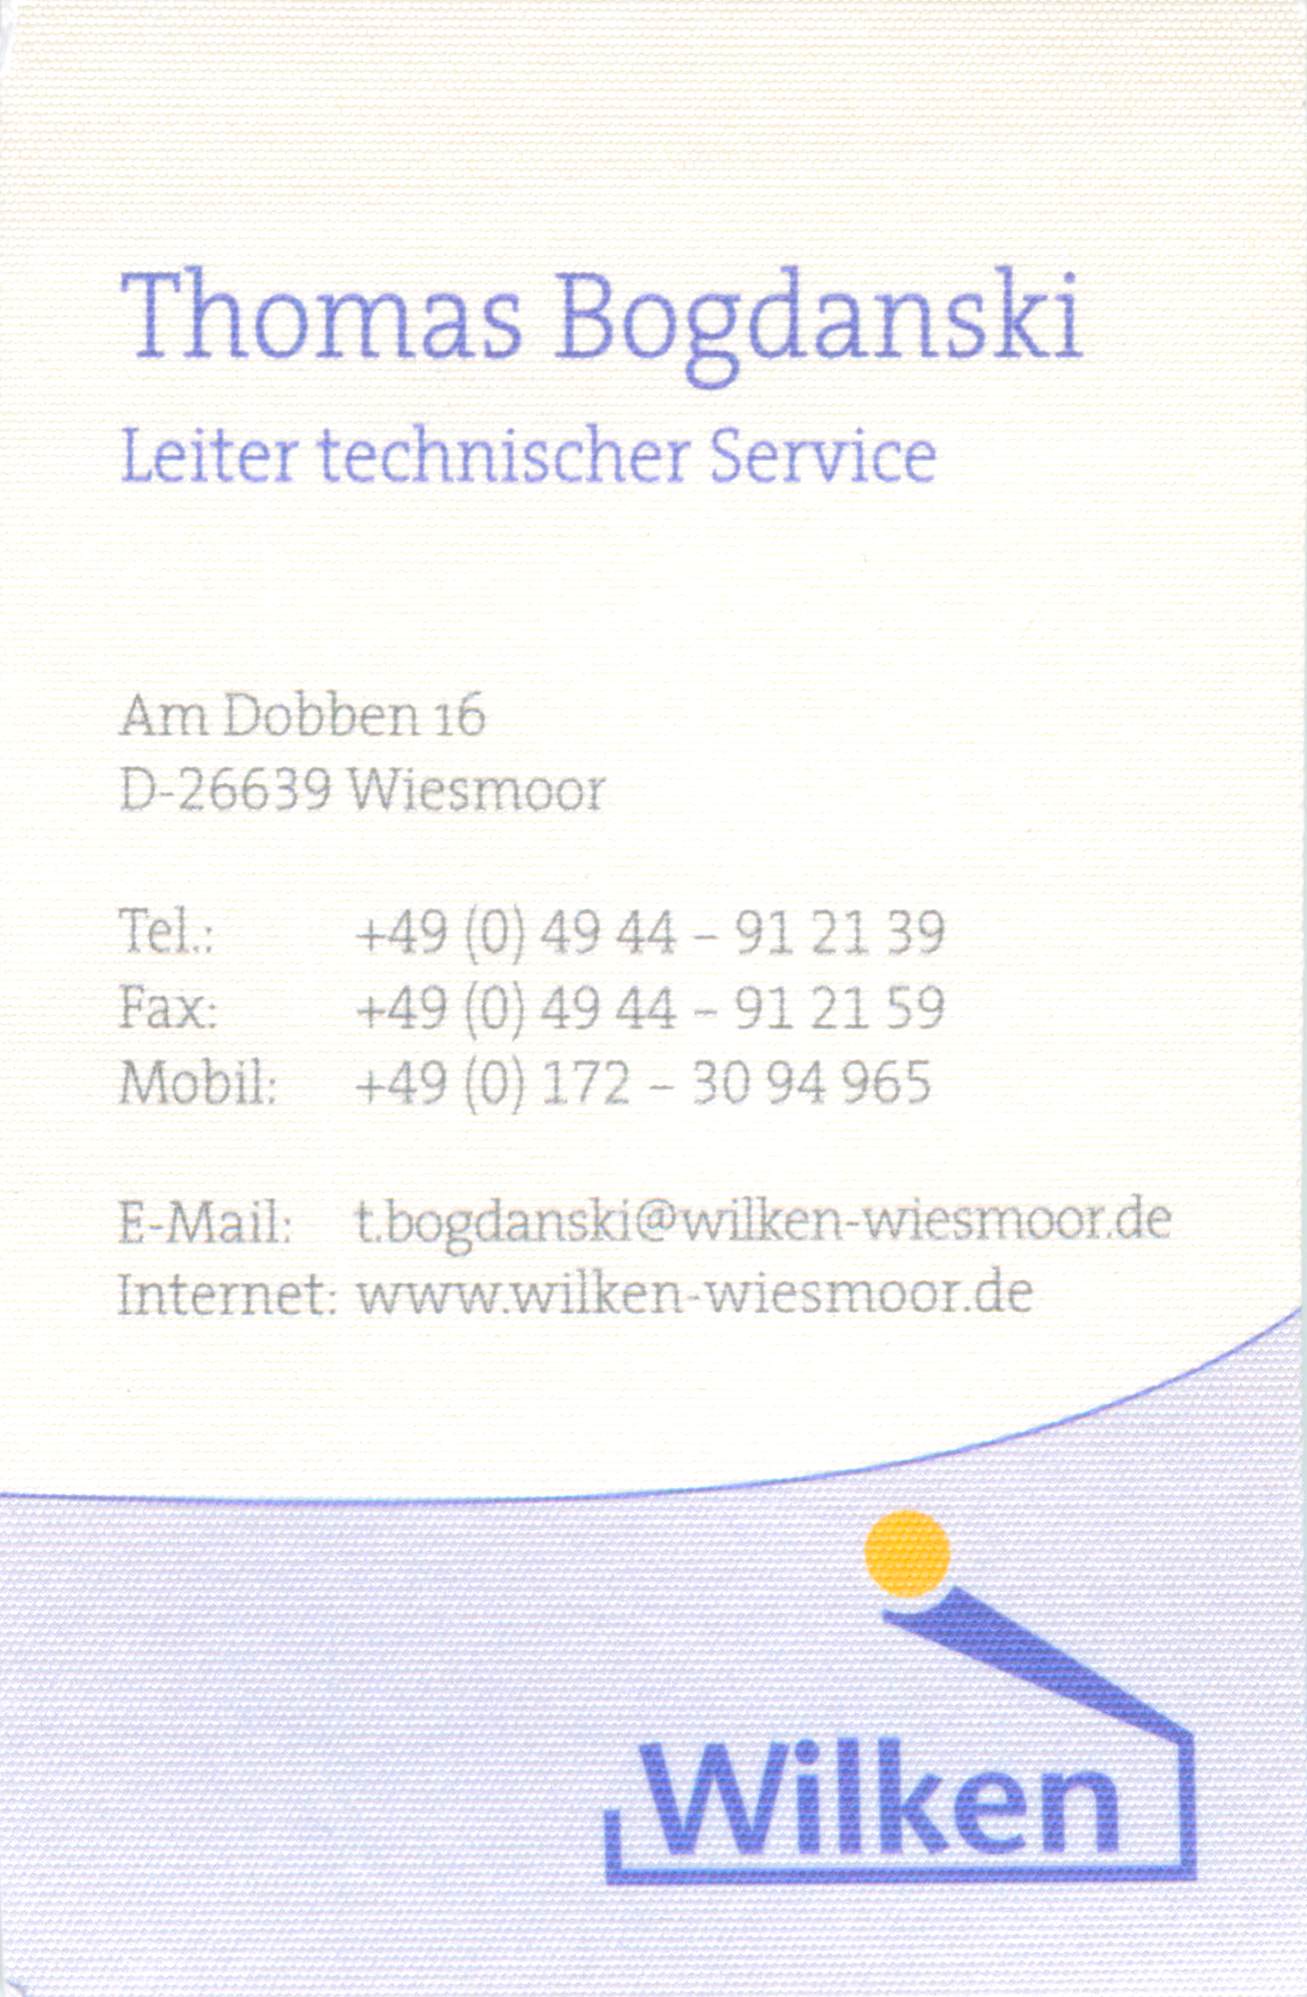 Thomas Bogdanski
Leiter technischer Service
Am Dobben 16
D-26639 Wiesmoor
Tel.: +49 (0) 49 44 – 91 21 39
Fax: +49 (0) 49 44 – 91 21 59
Mobil: +49 (0) 172 – 30 94 965
E-Mail: t.bogdanski@wilken-wiesmoor.de
Internet: www.wilken-wiesmoor.de
Wilken